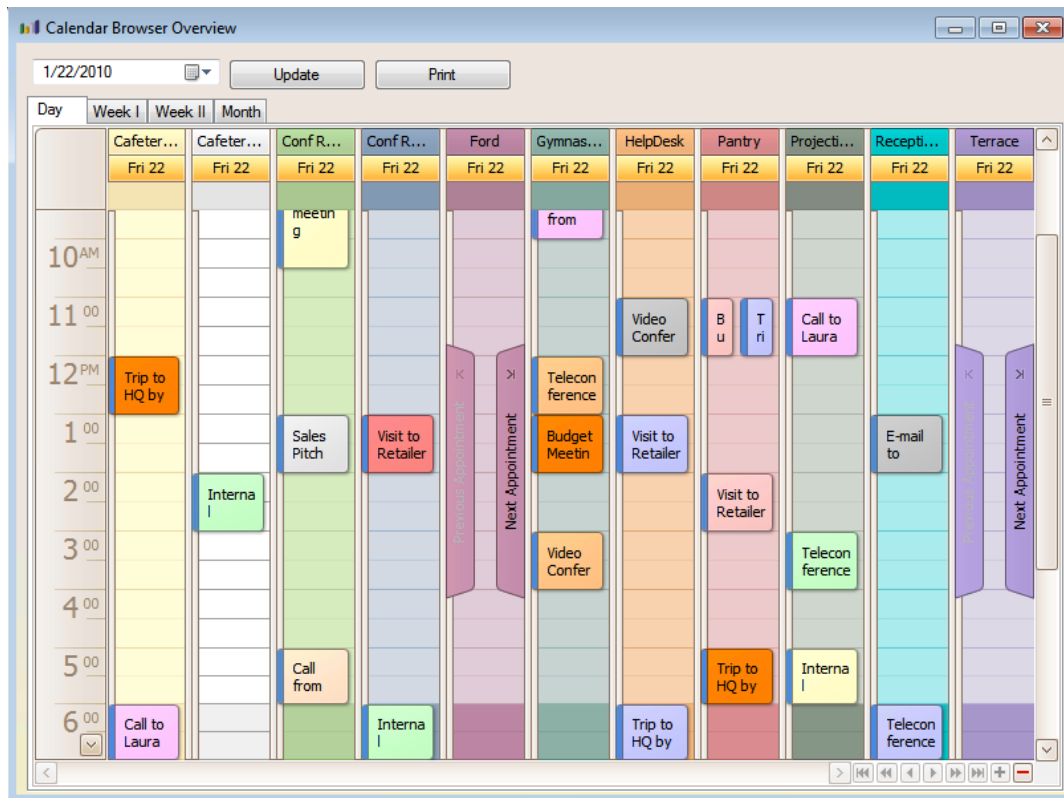 Calendar Browser Overview
1/22/2010
Update
Print
Day
Week I
Week II
Month
Cafeter...
Cafeter...
Conf R...
Conf R...
Ford
Gymnas...
HelpDesk
Pantry
Projecti...
Recepti...
Terrace
Fri 22
Fri 22
Fri 22
Fri 22
Fri 22
Fri 22
Fri 22
Fri 22
Fri 22
Fri 22
Fri 22
meetin
g
from
10 AM
11 00
Video
Confer
B
u
T
ri
Call to
Laura
12 PM
Trip to
HQ by
Telecon
ference
1 00
Sales
Pitch
Visit to
Retailer
Budget
Meetin
Visit to
Retailer
E-mail
to
Previous Appointment
Next Appointment
Previous Appointment
Next Appointment
2 00
Interna
l
Visit to
Retailer
3 00
Video
Confer
Telecon
ference
4 00
5 00
Call
from
Trip to
HQ by
Interna
l
6 00
Call to
Laura
Interna
l
Trip to
HQ by
Telecon
ference